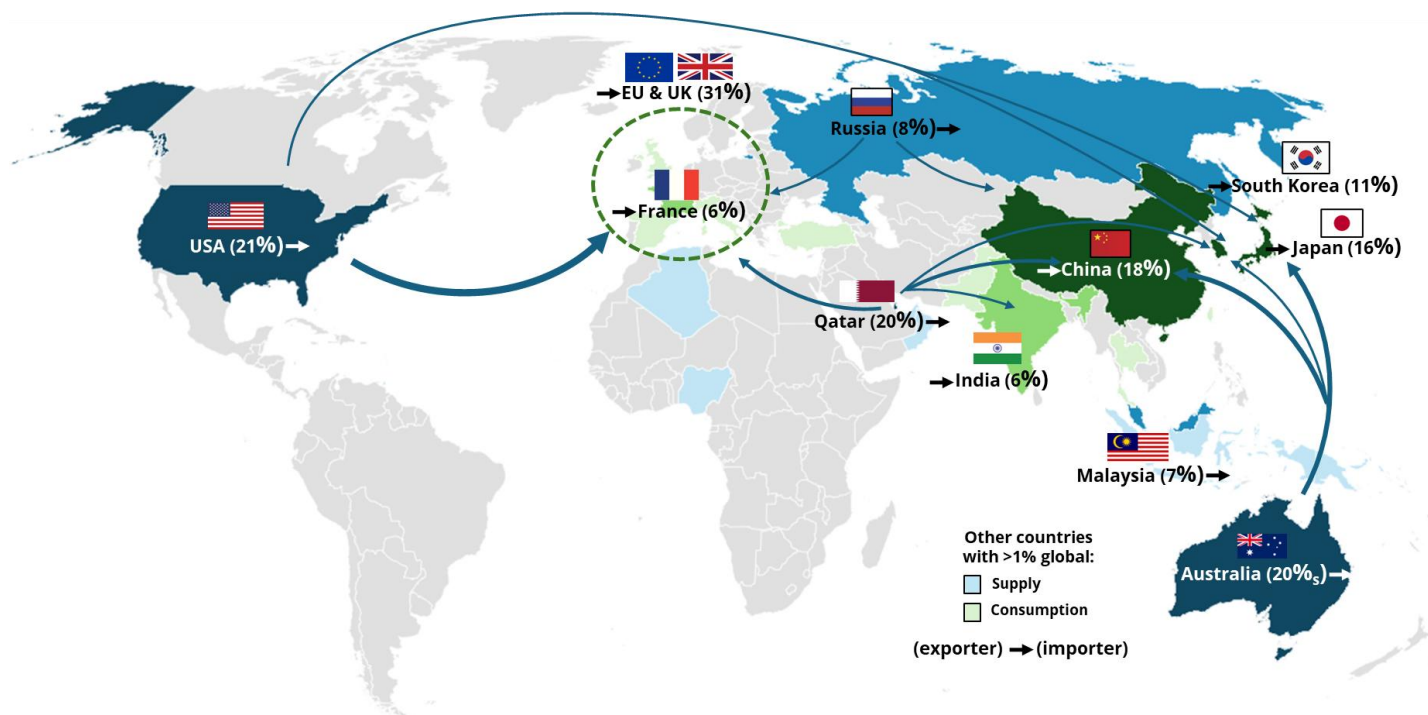 EU & UK (31%)
Russia (8%)
South Korea (11%)
France (6%)
USA (21%)
Japan (16%)
China (18%)
Qatar (20%)
India (6%)
Malaysia (7%)
Other countries
with >1% global:
Supply
Consumption
Australia (20%s)
(exporter) → (importer)